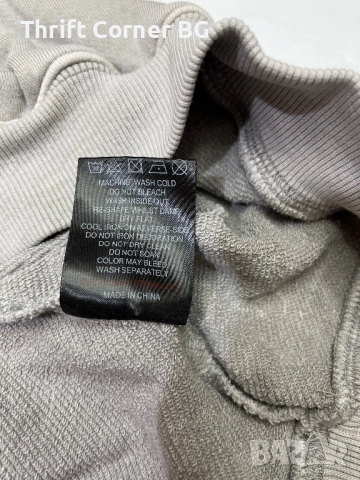 Thrift Corner BG
MACHINE WASH COLD
DO NOT BLEACH
WASH INSIDE OUT
RE-SHAPE WHILST DAMP
DRY FLAT
COOL IRON ON REVERSE SIDE
DO NOT IRON DECORATION
DO NOT DRY CLEAN
DO NOT SOAK
COLOR MAY BLEED
WASH SEPARATELY
MADE IN CHINA
BAZAR